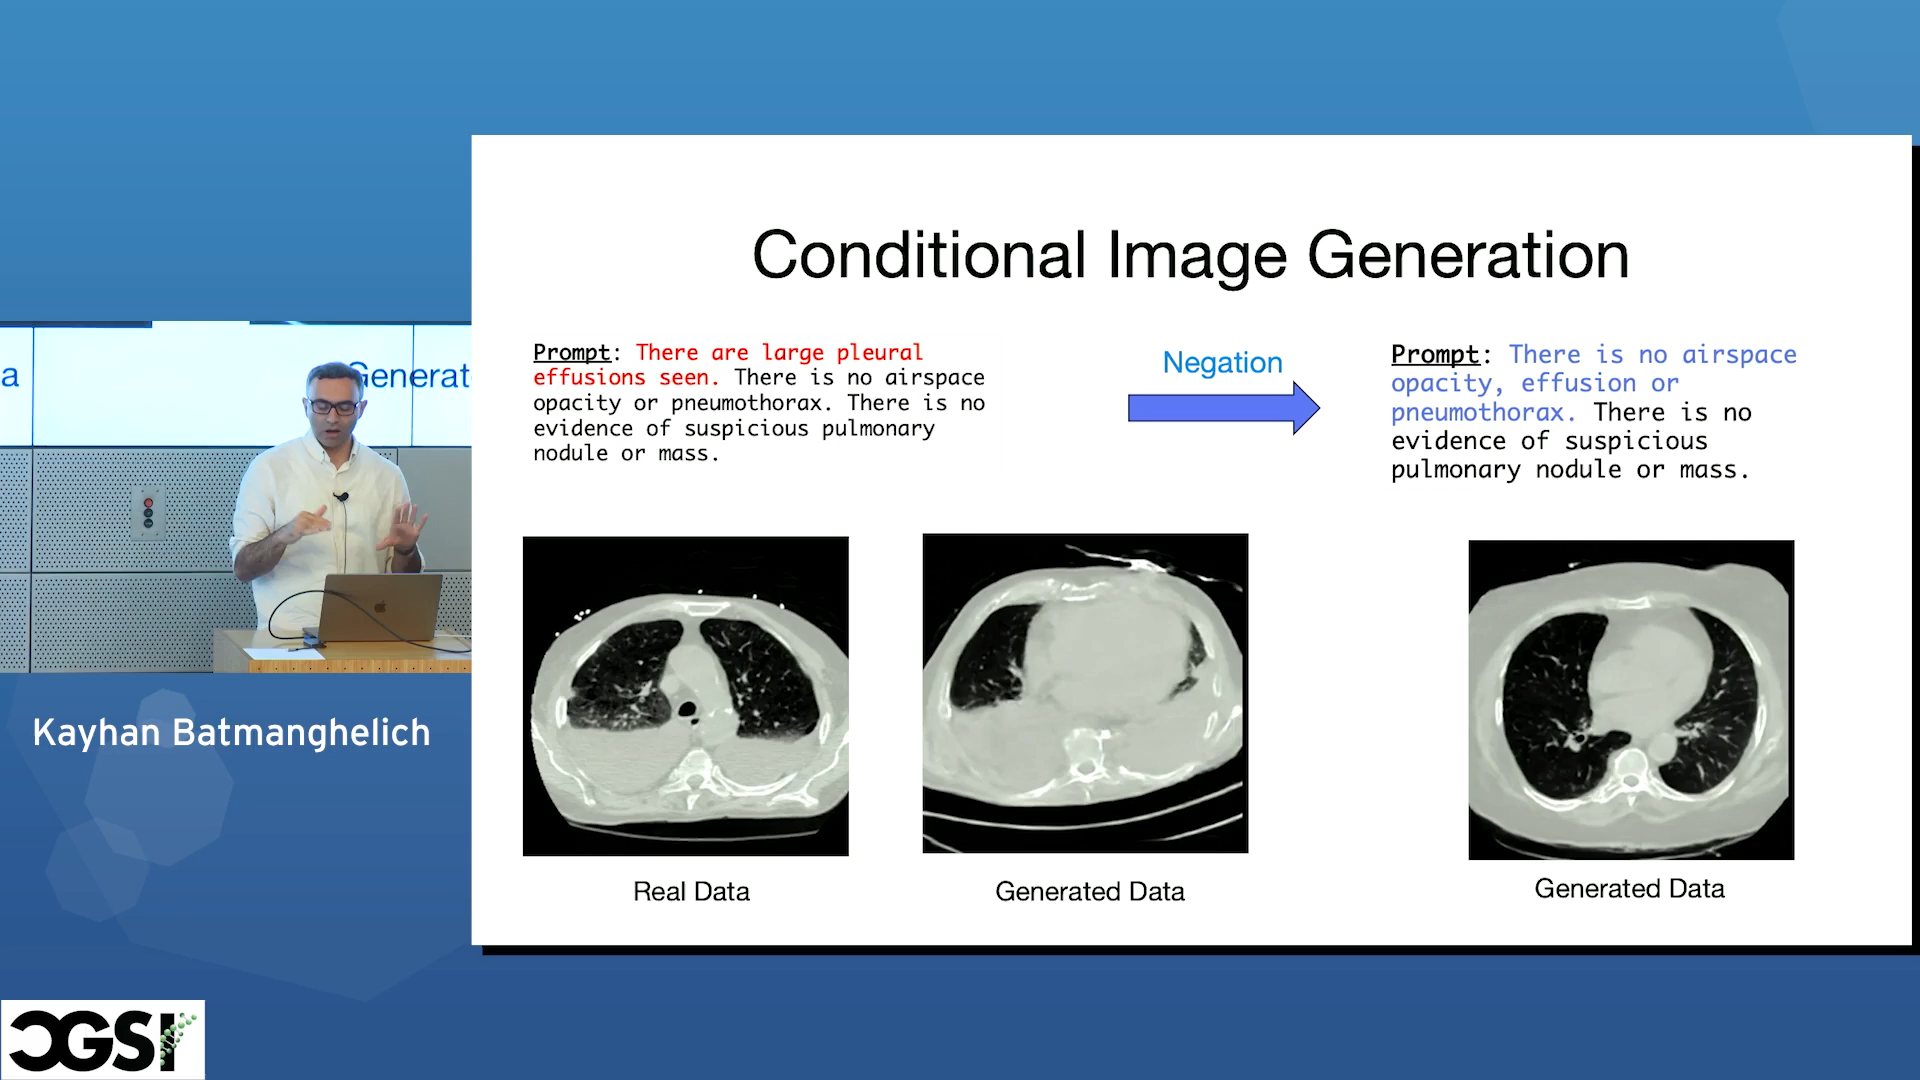 Conditional Image Generation
Prompt: There are large pleural
effusions seen. There is no airspace
opacity or pneumothorax. There is no
evidence of suspicious pulmonary
nodule or mass.
Negation
Prompt: There is no airspace
opacity, effusion or
pneumothorax. There is no
evidence of suspicious
pulmonary nodule or mass.
a
Generat
Real Data
Generated Data
Generated Data
Kayhan Batmanghelich
CGSI